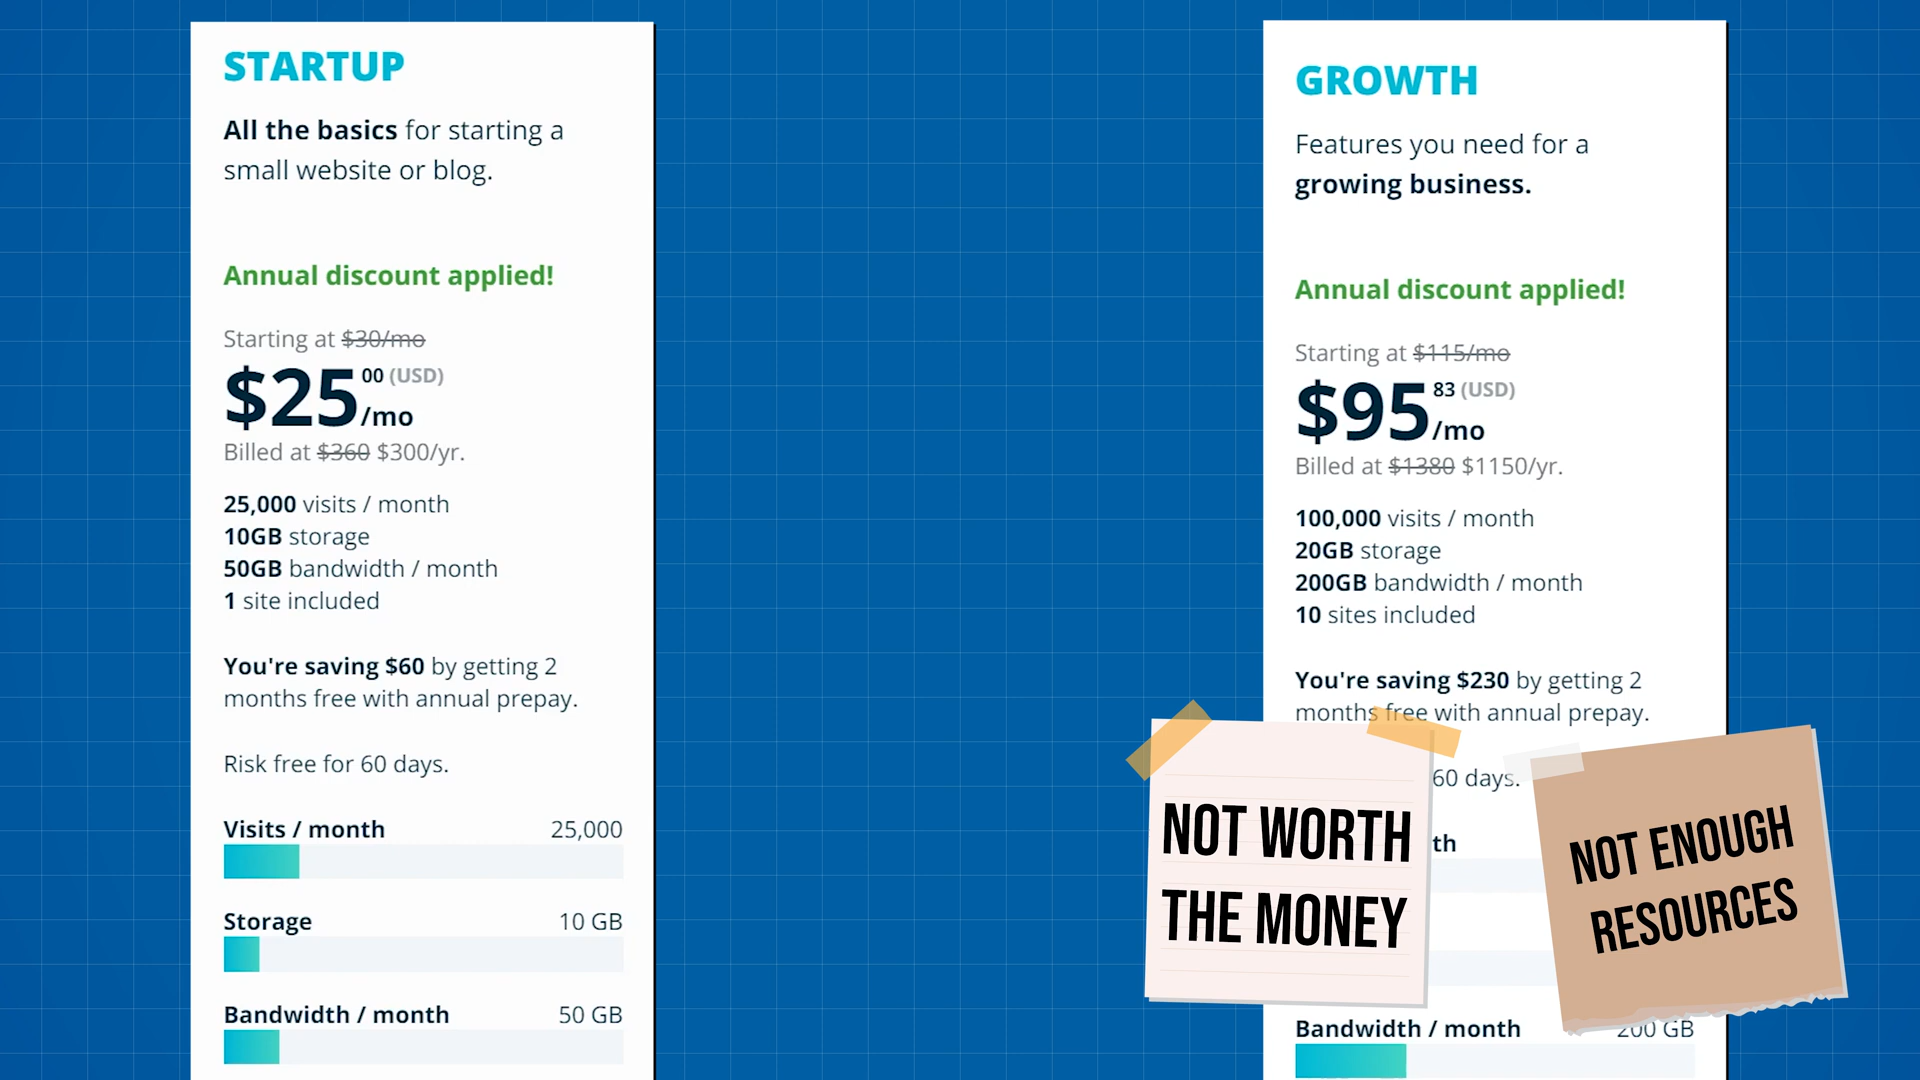 STARTUP
All the basics for starting a
small website or blog.
Annual discount applied!
Starting at $30/mo
$25 00 (USD)
/mo
Billed at $360 $300/yr.
25,000 visits / month
10GB storage
50GB bandwidth / month
1 site included
You're saving $60 by getting 2
months free with annual prepay.
Risk free for 60 days.
Visits / month 25,000
Storage 10 GB
Bandwidth / month 50 GB
GROWTH
Features you need for a
growing business.
Annual discount applied!
Starting at $115/mo
$95 83 (USD)
/mo
Billed at $1380 $1150/yr.
100,000 visits / month
20GB storage
200GB bandwidth / month
10 sites included
You're saving $230 by getting 2
months free with annual prepay.
60 days.
th
Bandwidth / month 200 GB
NOT WORTH
THE MONEY
NOT ENOUGH
RESOURCES